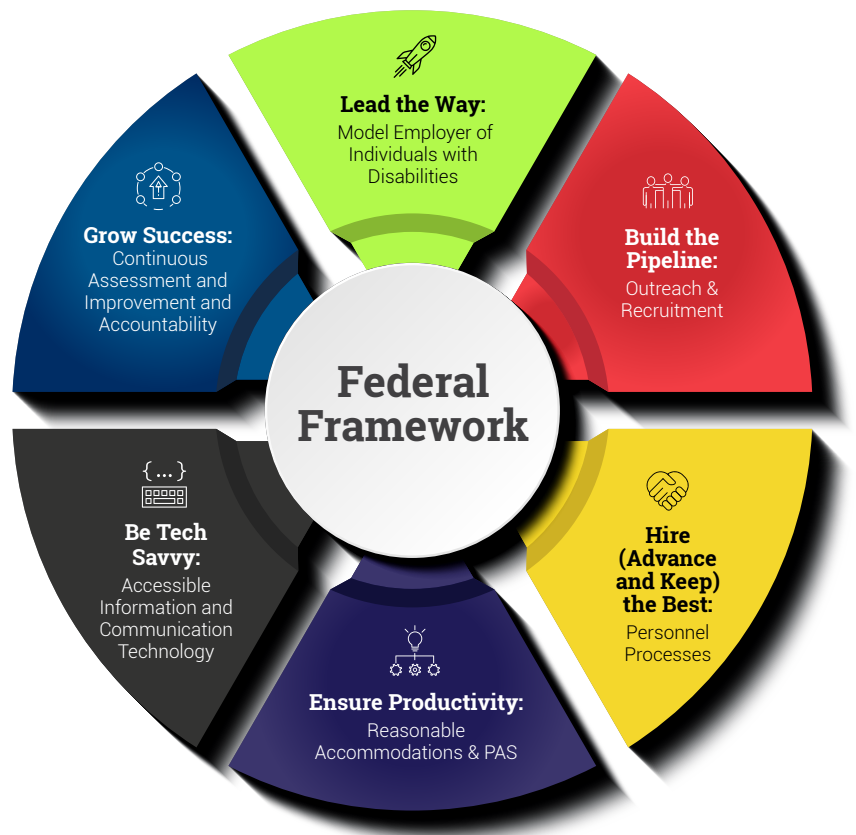 Lead the Way:
Model Employer of
Individuals with
Disabilities
Build the
Pipeline:
Outreach &
Recruitment
Hire
(Advance
and Keep)
the Best:
Personnel
Processes
Ensure Productivity:
Reasonable
Accommodations & PAS
{...}
Be Tech
Savvy:
Accessible
Information and
Communication
Technology
Grow Success:
Continuous
Assessment and
Improvement and
Accountability
Federal
Framework